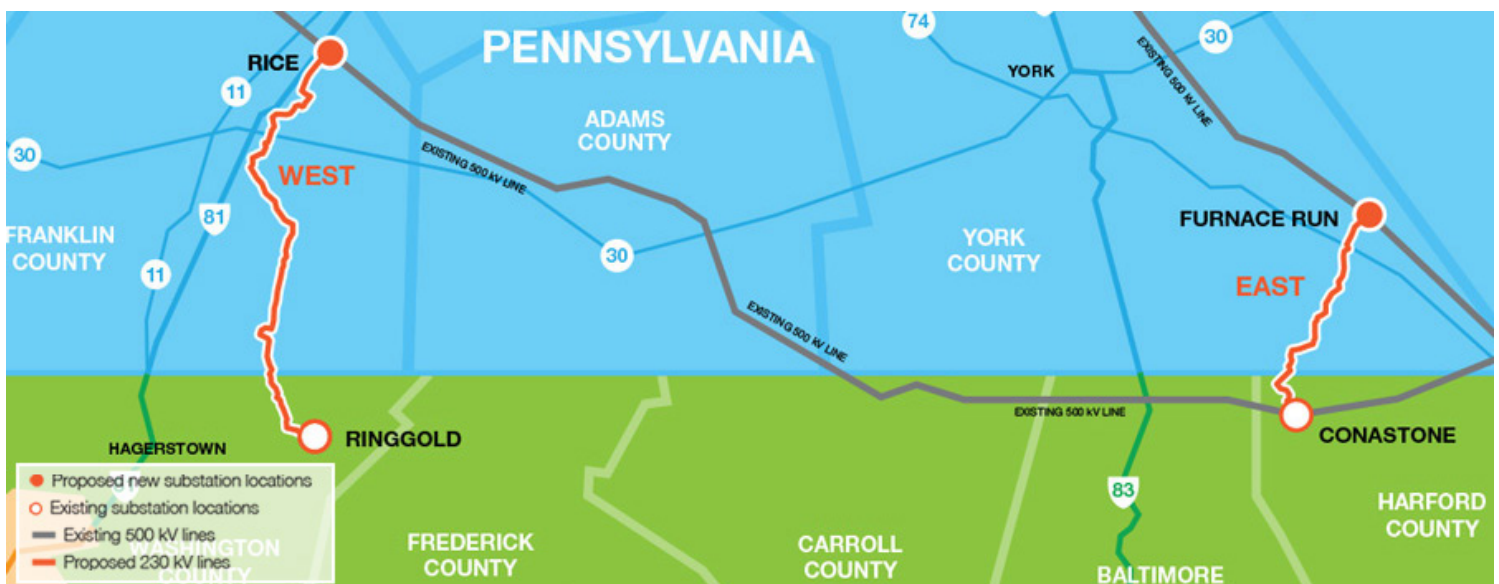 PENNSYLVANIA
RICE
11
30
WEST
81
FRANKLIN
COUNTY
11
ADAMS
COUNTY
EXISTING 500 kV LINE
30
74
30
YORK
EXISTING 500 kV LINE
YORK
COUNTY
FURNACE RUN
EAST
EXISTING 500 kV LINE
EXISTING 500 kV LINE
CONASTONE
HAGERSTOWN
RINGGOLD
83
HARFORD
COUNTY
FREDERICK
COUNTY
CARROLL
COUNTY
BALTIMORE
Proposed new substation locations
Existing substation locations
Existing 500 kV lines
Proposed 230 kV lines
WASHINGTON
COUNTY